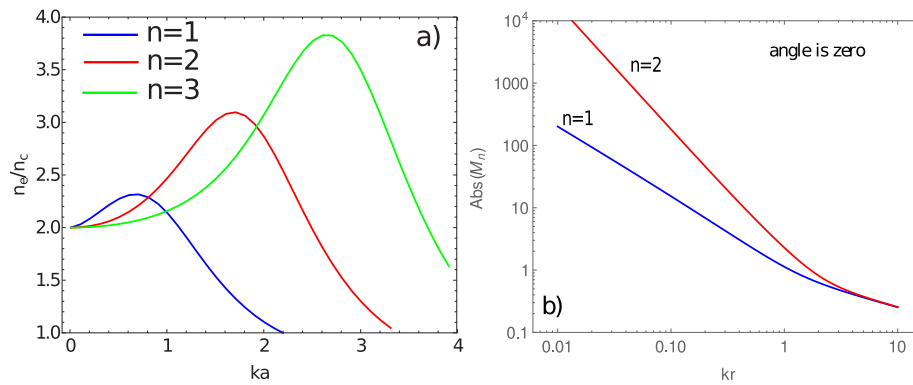 4.0
3.5
3.0
2.5
2.0
1.5
1.0
n_e/n_c
n=1
n=2
n=3
a)
0 1 2 3 4
ka
10^4
1000
100
10
1
0.1
Abs(M_n)
angle is zero
n=2
n=1
b)
0.01 0.10 1 10
kr